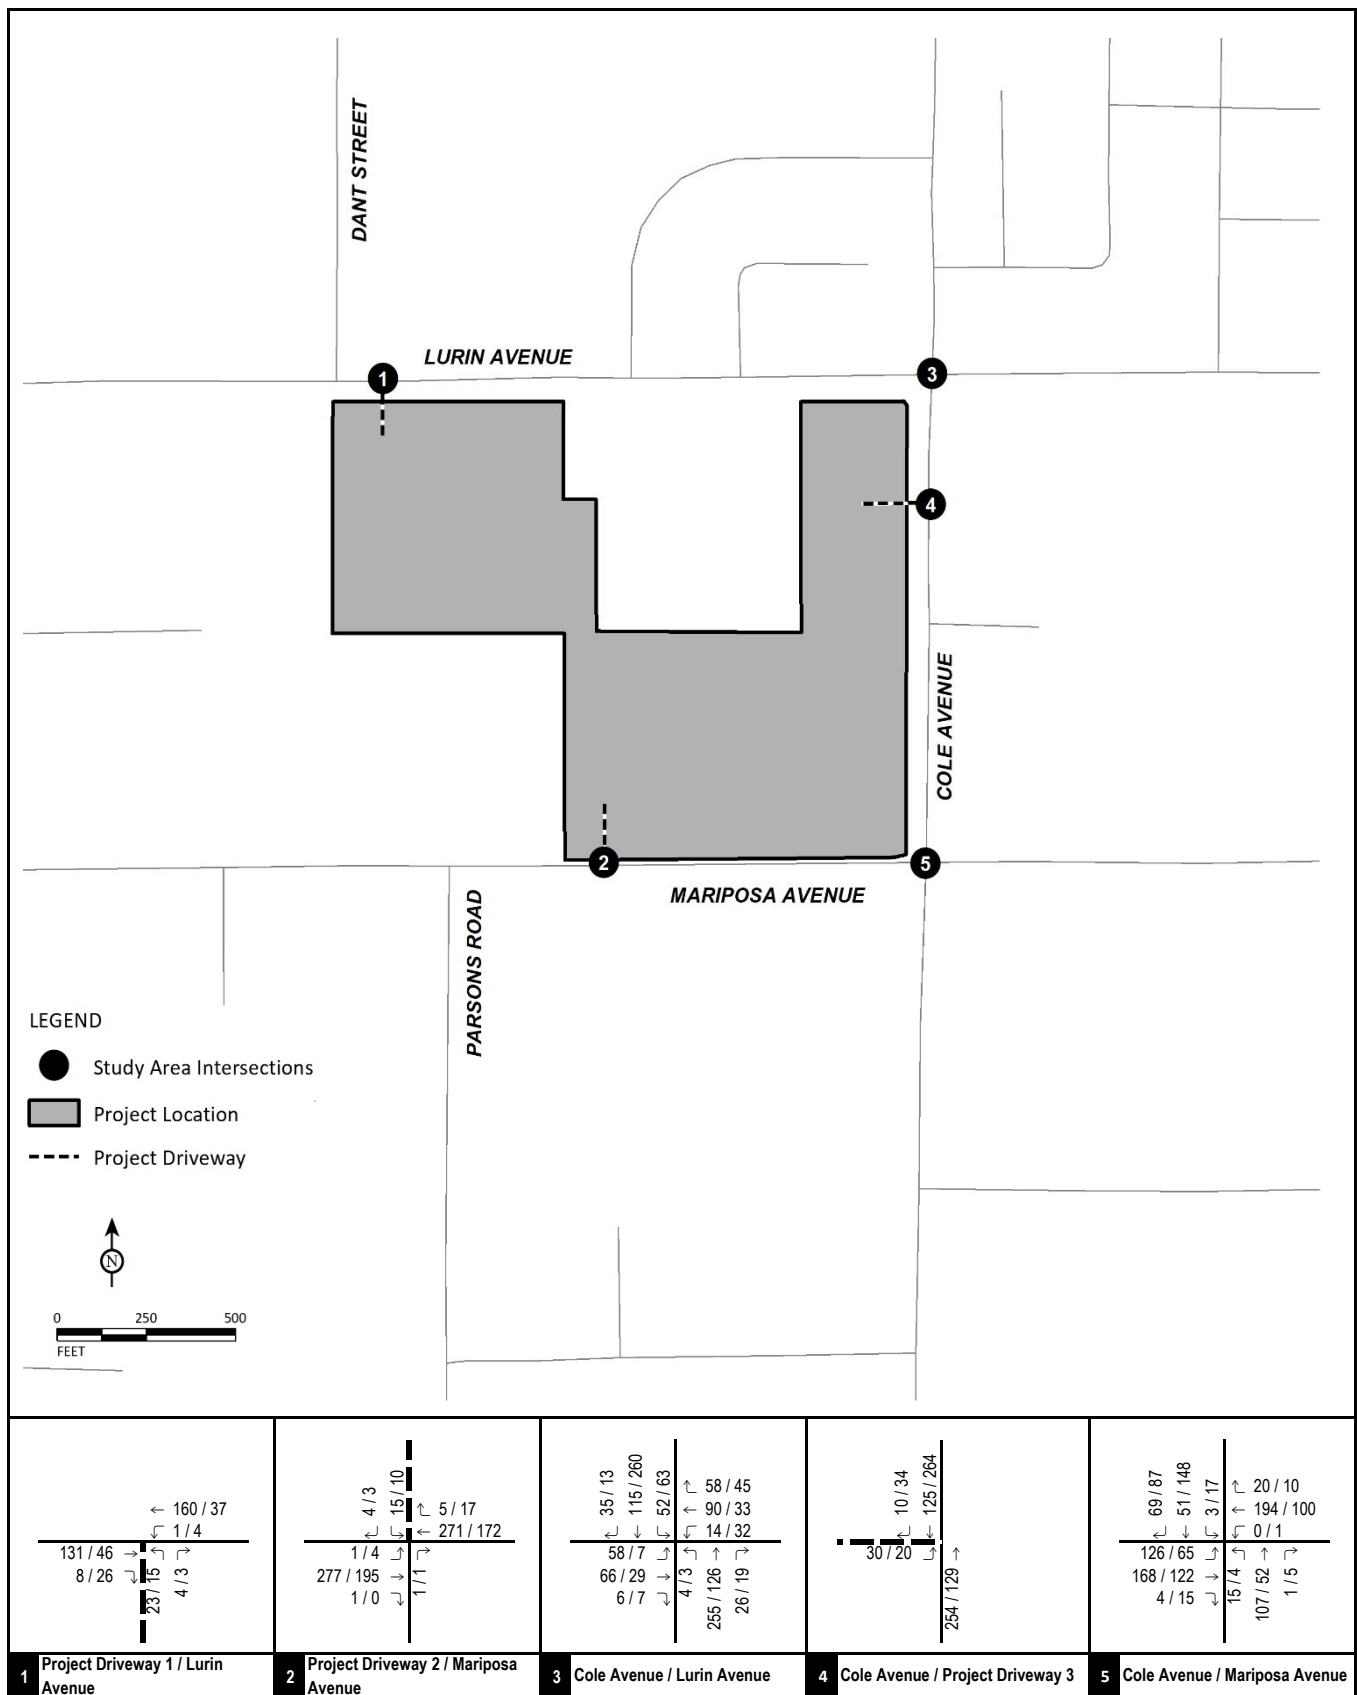 DANT STREET
LURIN AVENUE
1
3
4
COLE AVENUE
2
5
MARIPOSA AVENUE
PARSONS ROAD
LEGEND
Study Area Intersections
Project Location
Project Driveway
N
0 250 500
FEET
160 / 37
1 / 4
131 / 46
8 / 26
23 / 15
4 / 3
1 Project Driveway 1 / Lurin
Avenue
4 / 3
15 / 10
5 / 17
271 / 172
1 / 4
277 / 195
1 / 0
1 / 1
2 Project Driveway 2 / Mariposa
Avenue
35 / 13
115 / 260
52 / 63
58 / 45
90 / 33
14 / 32
58 / 7
66 / 29
6 / 7
4 / 3
255 / 126
26 / 19
3 Cole Avenue / Lurin Avenue
10 / 34
125 / 264
30 / 20
254 / 129
4 Cole Avenue / Project Driveway 3
69 / 87
51 / 148
3 / 17
20 / 10
194 / 100
0 / 1
126 / 65
168 / 122
4 / 15
15 / 4
107 / 52
1 / 5
5 Cole Avenue / Mariposa Avenue